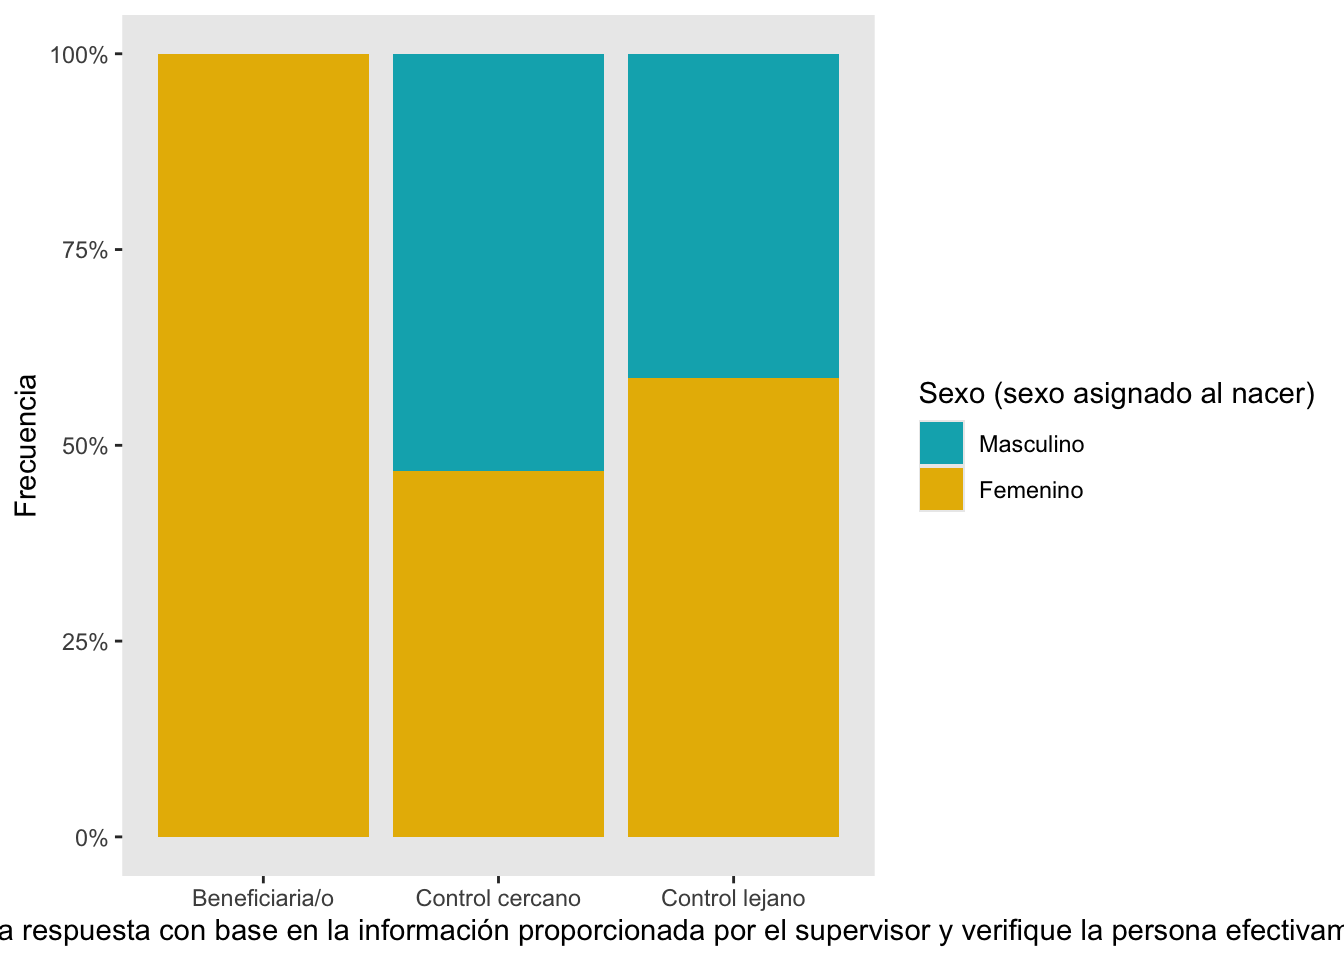 100%
75%
50%
25%
0%
Frecuencia
Beneficiaria/o
Control cercano
Control lejano
a respuesta con base en la información proporcionada por el supervisor y verifique la persona
Sexo (sexo asignado al nacer)
Masculino
Femenino